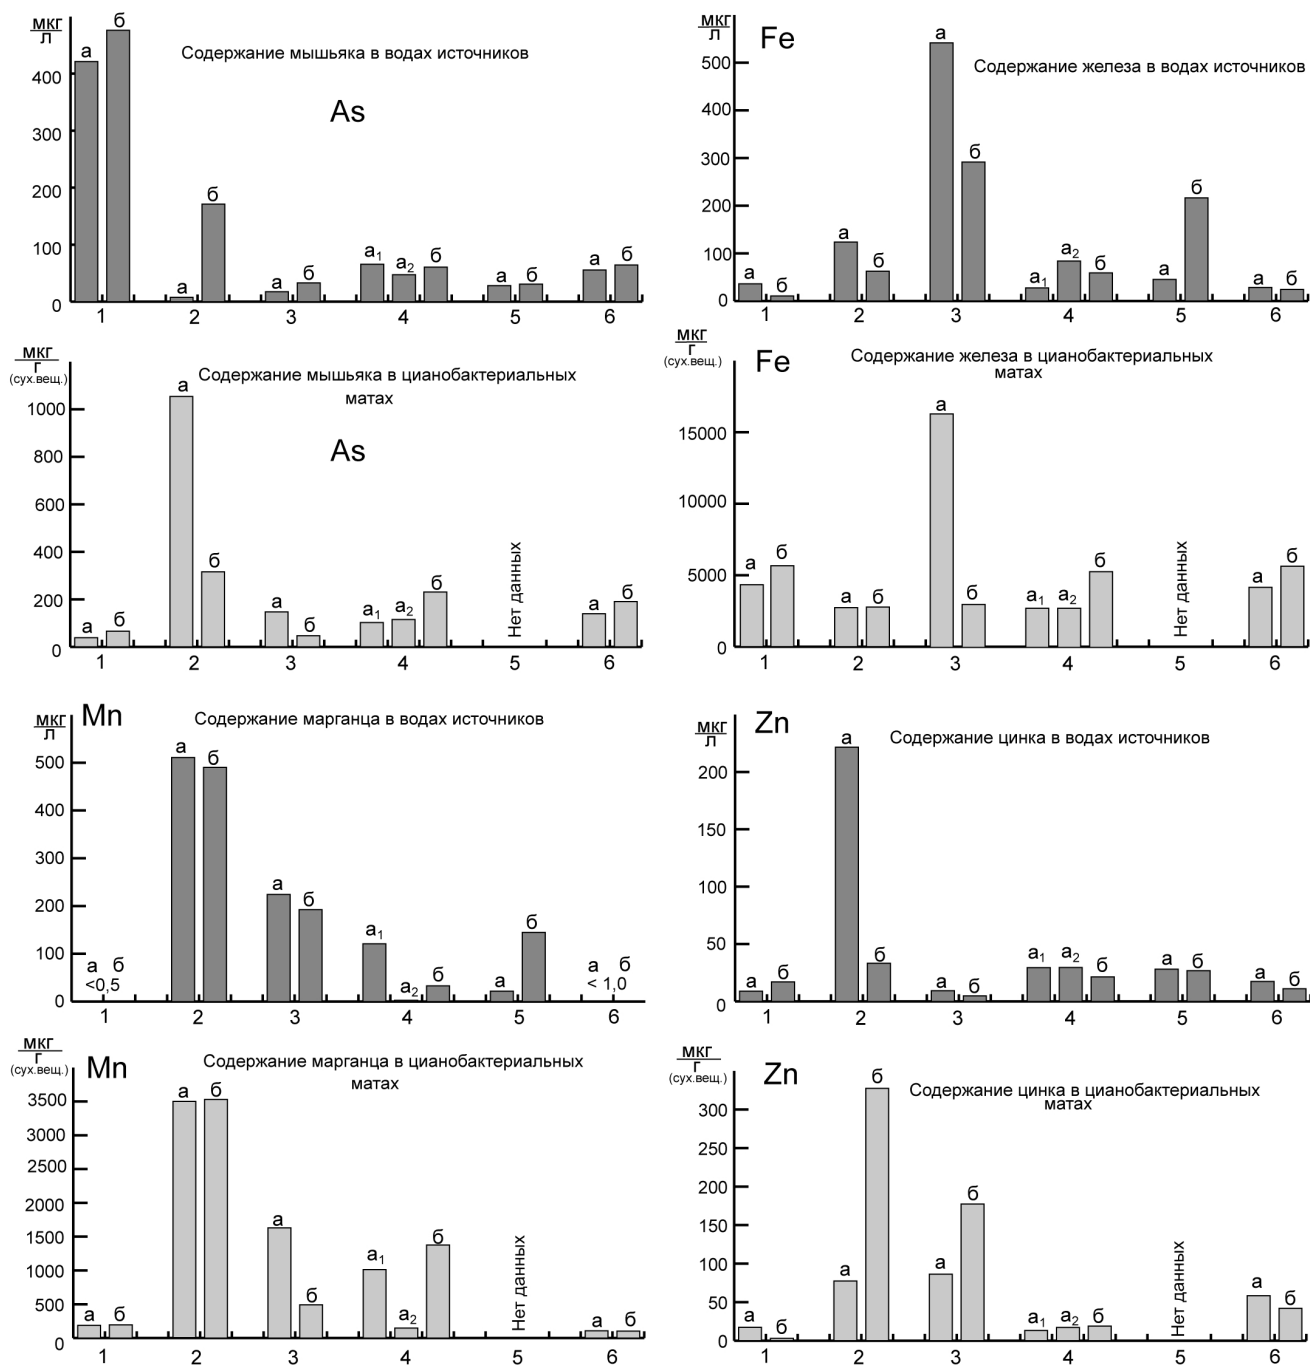 мкг
л
Содержание мышьяка в водах источников
As
400
300
200
100
0
а б
а б
а б
а₁ а₂ б
а б
а б
1 2 3 4 5 6
мкг
л
Fe
Содержание железа в водах источников
500
400
300
200
100
0
а б
а б
а б
а₁ а₂ б
а б
а б
1 2 3 4 5 6
мкг
г
(сух.вещ.)
Содержание мышьяка в цианобактериальных
матах
As
1000
800
600
400
200
0
а б
а б
а б
а₁ а₂ б
Нет данных
а б
1 2 3 4 5 6
мкг
г
(сух.вещ.)
Fe
Содержание железа в цианобактериальных
матах
15000
10000
5000
0
а б
а б
а б
а₁ а₂ б
Нет данных
а б
1 2 3 4 5 6
мкг
л
Mn
Содержание марганца в водах источников
500
400
300
200
100
0
а б
<0,5
а б
а б
а₁ а₂ б
а б
а б
< 1,0
1 2 3 4 5 6
мкг
л
Zn
Содержание цинка в водах источников
200
150
100
50
0
а б
а б
а б
а₁ а₂ б
а б
а б
1 2 3 4 5 6
мкг
г
(сух.вещ.)
Mn
Содержание марганца в цианобактериальных
матах
3500
3000
2500
2000
1500
1000
500
0
а б
а б
а б
а₁ а₂ б
Нет данных
а б
1 2 3 4 5 6
мкг
г
(сух.вещ.)
Zn
Содержание цинка в цианобактериальных
матах
300
250
200
150
100
50
0
а б
а б
а б
а₁ а₂ б
Нет данных
а б
1 2 3 4 5 6